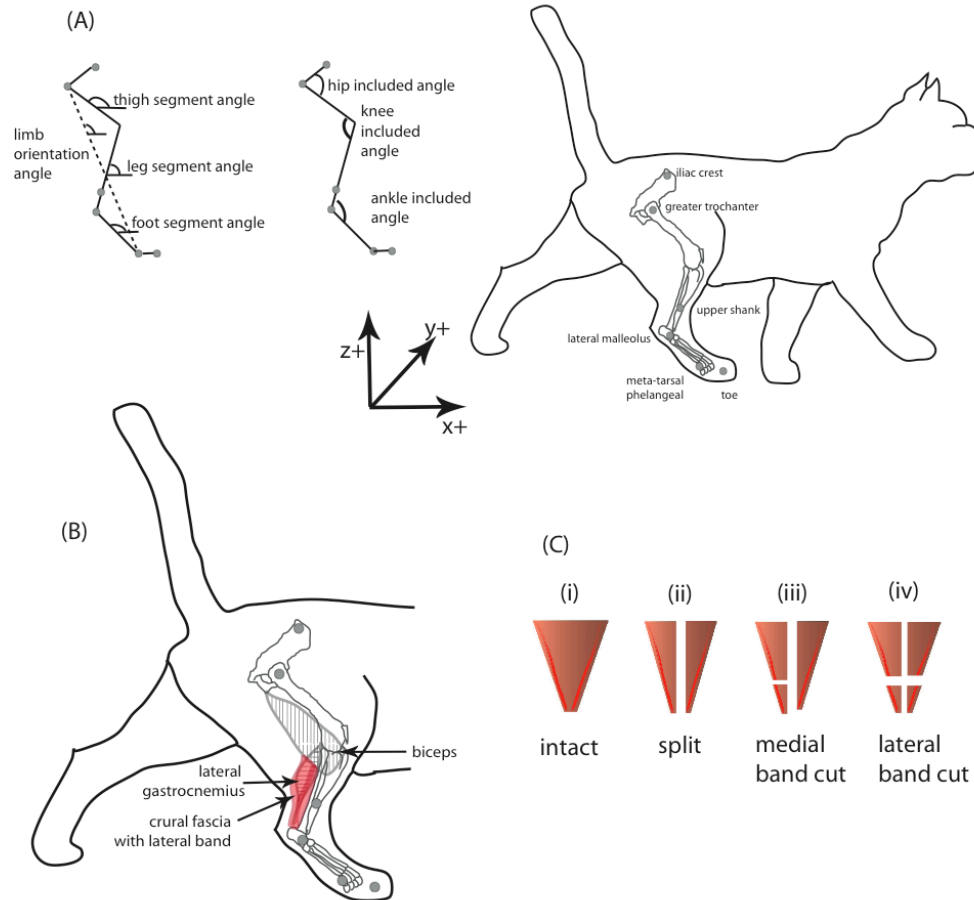 (A)
thigh segment angle
limb
orientation
angle
leg segment angle
foot segment angle
hip included angle
knee
included
angle
ankle included
angle
z+
y+
x+
iliac crest
greater trochanter
upper shank
lateral malleolus
meta-tarsal
phelangeal
toe
(B)
biceps
lateral
gastrocnemius
crural fascia
with lateral band
(C)
(i)
(ii)
(iii)
(iv)
intact
split
medial
band cut
lateral
band cut